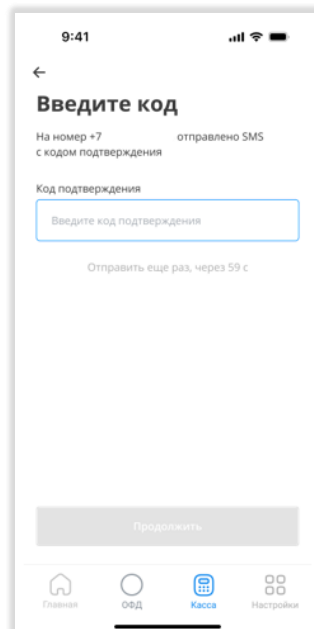 9:41
Введите код
На номер +7 отправлено SMS
с кодом подтверждения
Код подтверждения
Введите код подтверждения
Отправить еще раз, через 59 с
Продолжить
Главная ОФД Касса Настройки